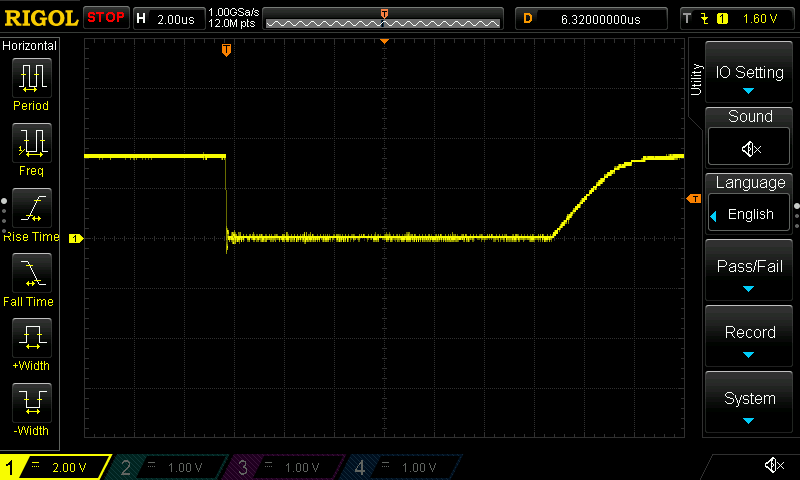 RIGOL STOP H 2.00us 1.00GSa/s 12.0M pts T D 6.32000000us T 1 1.60 V
Horizontal
Period
Freq
Rise Time
Fall Time
+Width
-Width
T
1
T
Utility
IO Setting
Sound
Language
English
Pass/Fail
Record
System
1 2.00 V 2 1.00 V 3 1.00 V 4 1.00 V